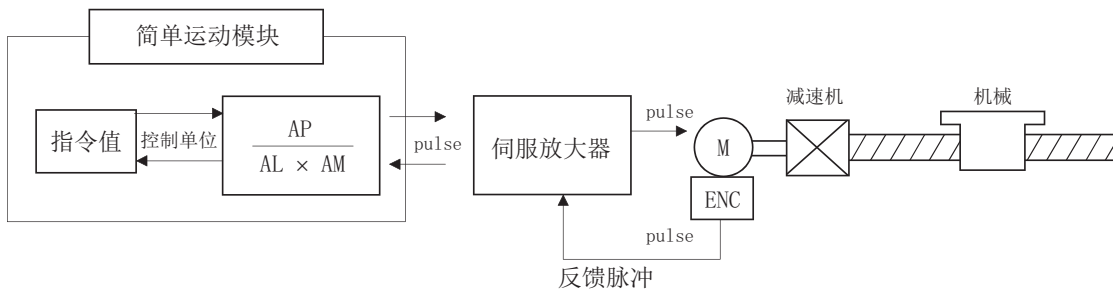 简单运动模块
指令值
控制单位
AP
AL × AM
pulse
伺服放大器
pulse
M
ENC
pulse
反馈脉冲
减速机
机械